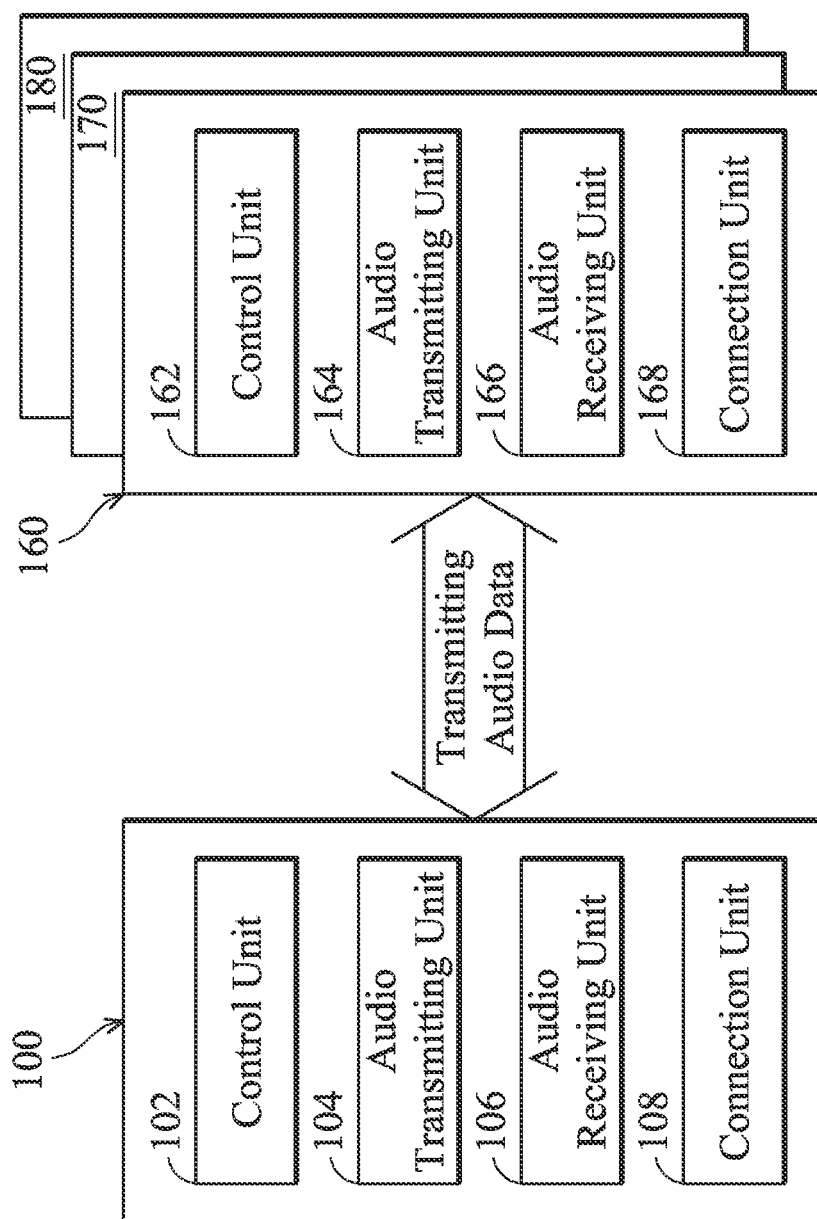 100
102
Control Unit
104
Audio
Transmitting Unit
106
Audio
Receiving Unit
108
Connection Unit
Transmitting
Audio Data
160
170
180
162
Control Unit
164
Audio
Transmitting Unit
166
Audio
Receiving Unit
168
Connection Unit